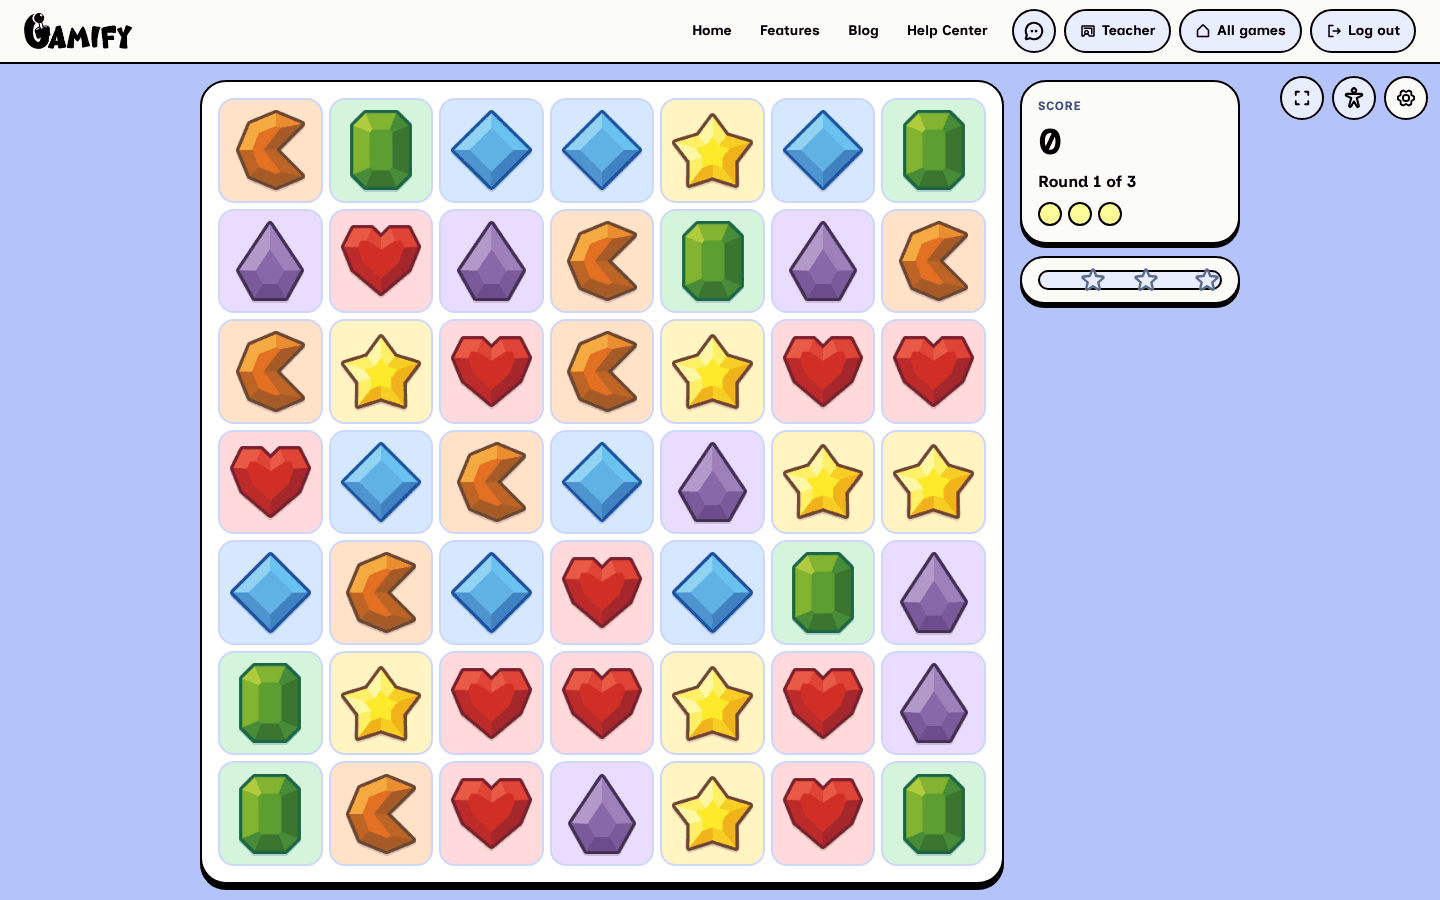 GAMIFY
Home
Features
Blog
Help Center
Teacher
All games
Log out
SCORE
0
Round 1 of 3